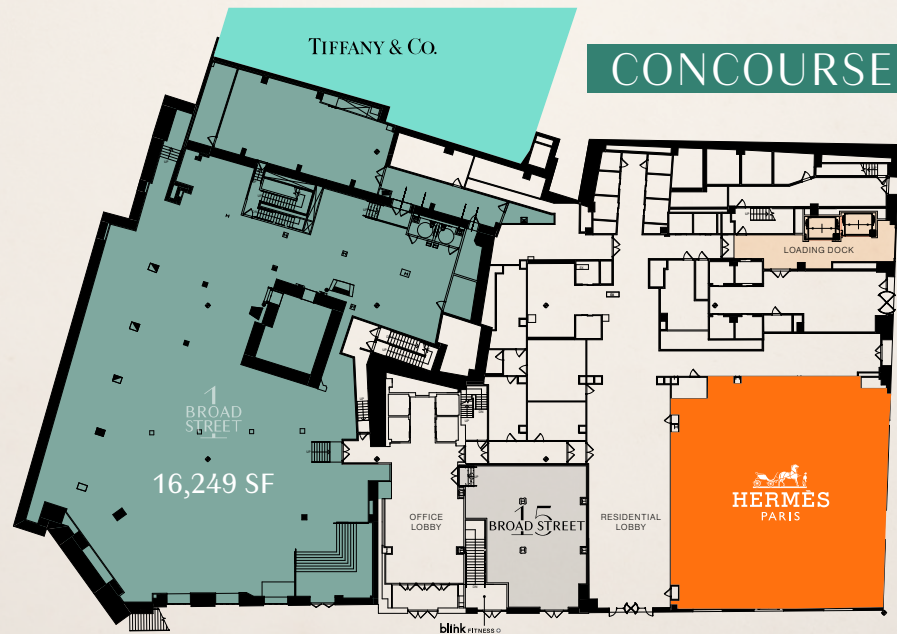 TIFFANY & CO.
CONCOURSE
LOADING DOCK
1
BROAD
STREET
16,249 SF
OFFICE
LOBBY
15
BROAD STREET
RESIDENTIAL
LOBBY
HERMÈS
PARIS
blink FITNESS